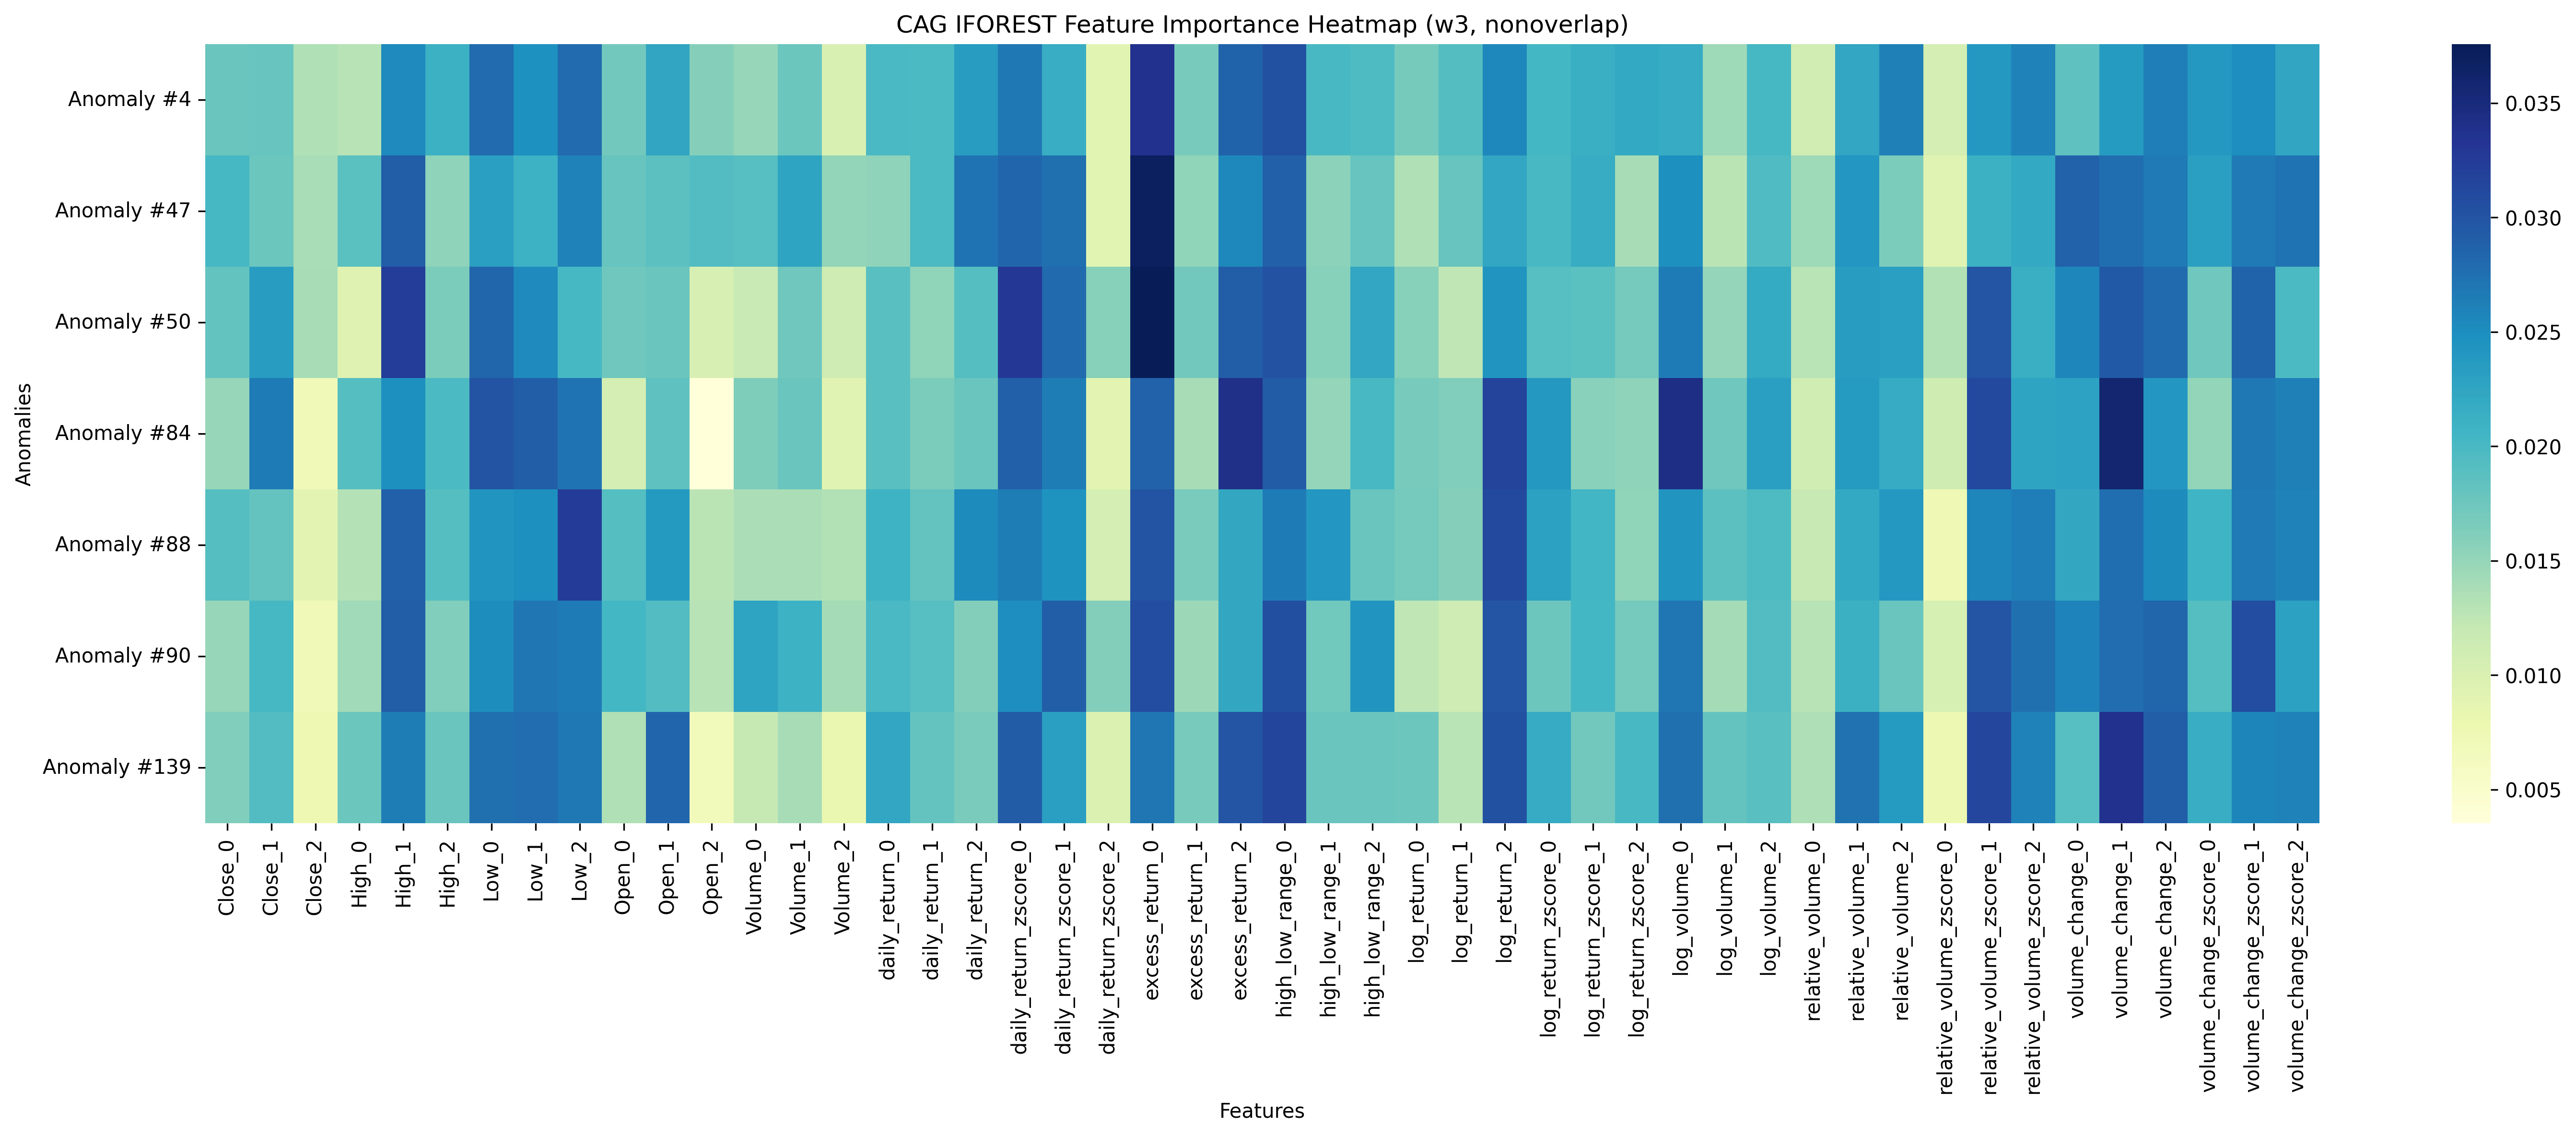 CAG IFOREST Feature Importance Heatmap (w3, nonoverlap)
Anomalies
Anomaly #4
Anomaly #47
Anomaly #50
Anomaly #84
Anomaly #88
Anomaly #90
Anomaly #139
Close_0
Close_1
Close_2
High_0
High_1
High_2
Low_0
Low_1
Low_2
Open_0
Open_1
Open_2
Volume_0
Volume_1
Volume_2
daily_return_0
daily_return_1
daily_return_2
daily_return_zscore_0
daily_return_zscore_1
daily_return_zscore_2
excess_return_0
excess_return_1
excess_return_2
high_low_range_0
high_low_range_1
high_low_range_2
log_return_0
log_return_1
log_return_2
log_return_zscore_0
log_return_zscore_1
log_return_zscore_2
log_volume_0
log_volume_1
log_volume_2
relative_volume_0
relative_volume_1
relative_volume_2
relative_volume_zscore_0
relative_volume_zscore_1
relative_volume_zscore_2
volume_change_0
volume_change_1
volume_change_2
volume_change_zscore_0
volume_change_zscore_1
volume_change_zscore_2
Features
0.035
0.030
0.025
0.020
0.015
0.010
0.005